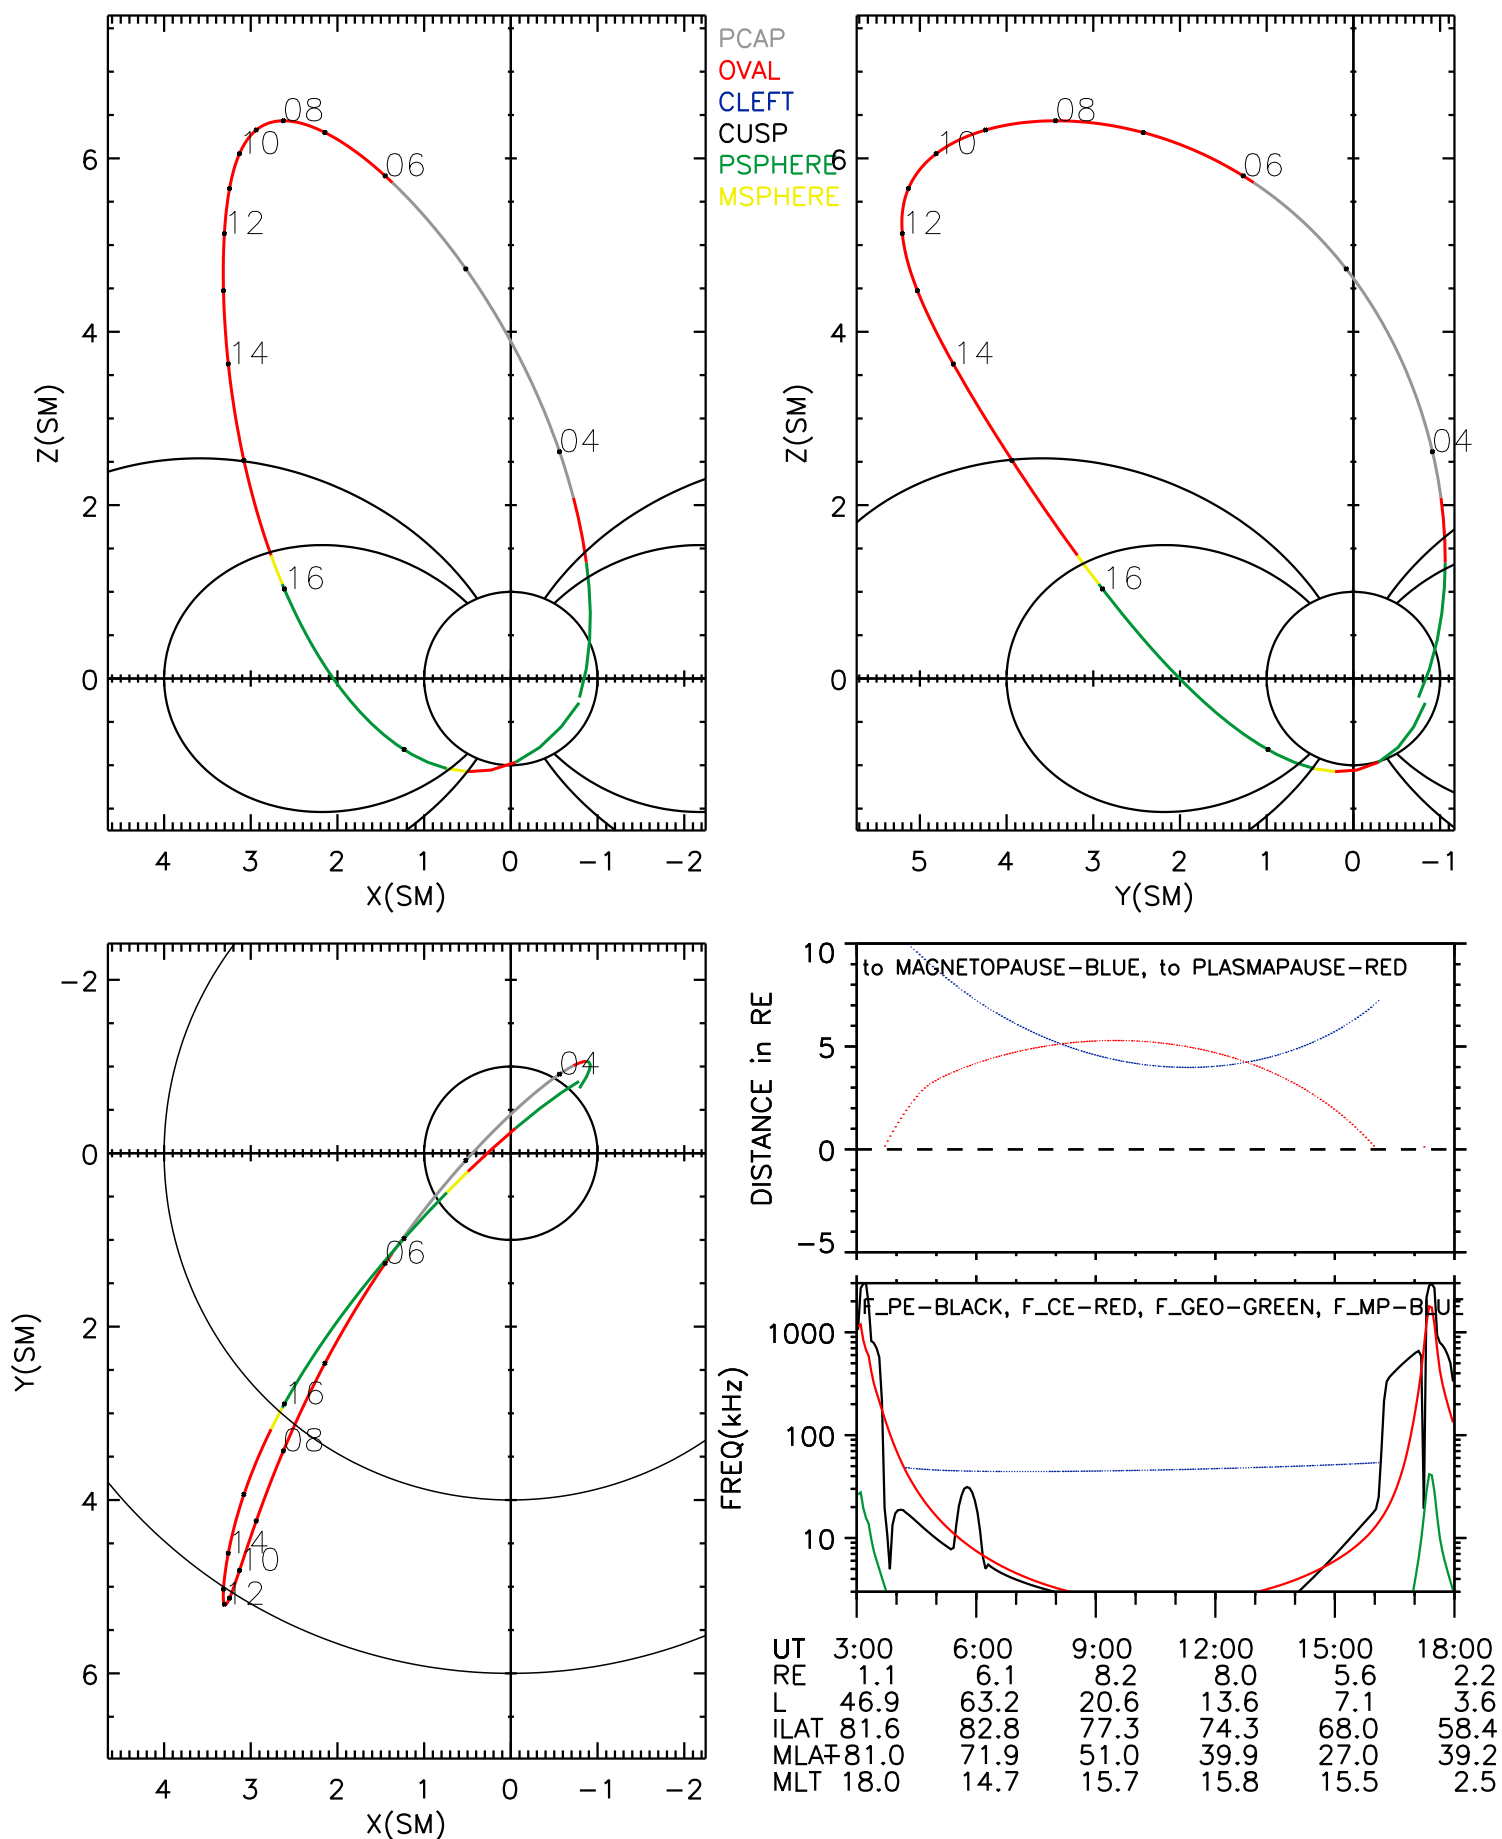 PCAP
OVAL
CLEFT
CUSP
PSPHERE
MSPHERE
08
10
06
12
14
04
16
6
4
2
0
Z(SM)
4 3 2 1 0 −1 −2
X(SM)
08
10
06
12
14
04
16
6
4
2
0
Z(SM)
5 4 3 2 1 0 −1
Y(SM)
−2
0
2
4
6
Y(SM)
04
06
16
08
14
10
12
4 3 2 1 0 −1 −2
X(SM)
to MAGNETOPAUSE−BLUE, to PLASMAPAUSE−RED
10
5
0
−5
DISTANCE in RE
F_PE−BLACK, F_CE−RED, F_GEO−GREEN, F_MP−BLUE
1000
100
10
FREQ(kHz)
UT 3:00 6:00 9:00 12:00 15:00 18:00
RE 1.1 6.1 8.2 8.0 5.6 2.2
L 46.9 63.2 20.6 13.6 7.1 3.6
ILAT 81.6 82.8 77.3 74.3 68.0 58.4
MLAT −81.0 71.9 51.0 39.9 27.0 39.2
MLT 18.0 14.7 15.7 15.8 15.5 2.5